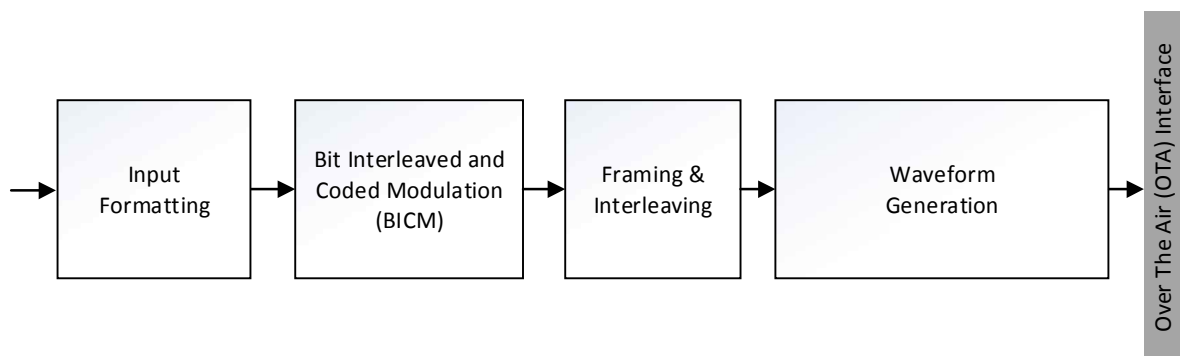 Input
Formatting
Bit Interleaved and
Coded Modulation
(BICM)
Framing &
Interleaving
Waveform
Generation
Over The Air (OTA) Interface